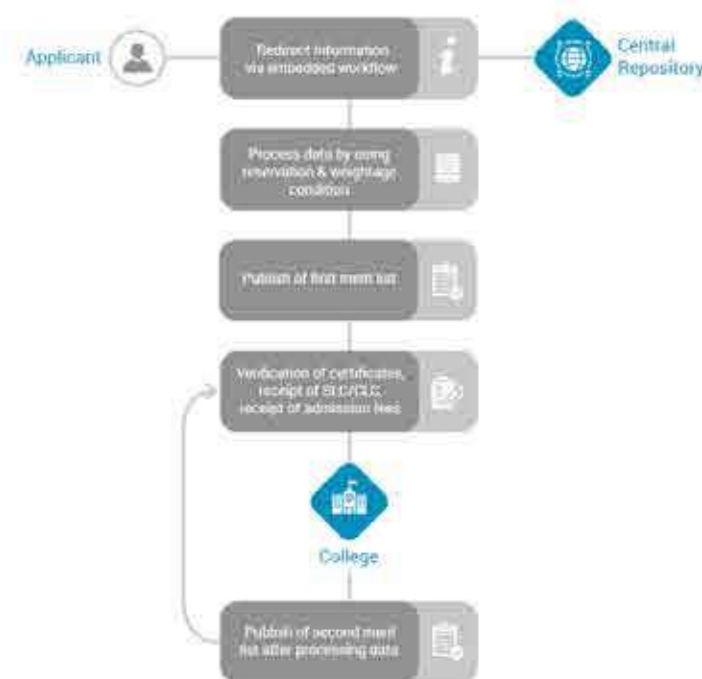 Applicant
Redirect information
via embedded workflow
Central
Repository
Process data by using
reservation & weightage
condition
Publish of first merit list
Verification of certificates,
receipt of SLC/CLC,
receipt of admission fees
College
Publish of second merit
list after processing data